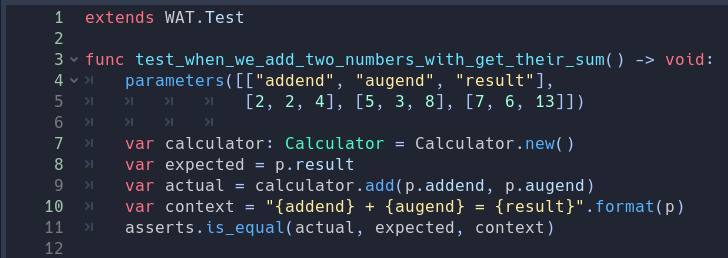 1 extends WAT.Test
2
3 func test_when_we_add_two_numbers_with_get_their_sum() -> void:
4 parameters([["addend", "augend", "result"],
5 [2, 2, 4], [5, 3, 8], [7, 6, 13]])
6
7 var calculator: Calculator = Calculator.new()
8 var expected = p.result
9 var actual = calculator.add(p.addend, p.augend)
10 var context = "{addend} + {augend} = {result}".format(p)
11 asserts.is_equal(actual, expected, context)
12